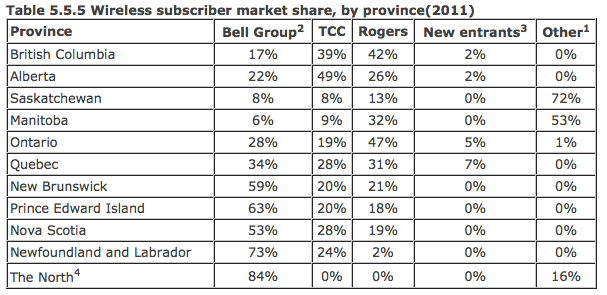 Table 5.5.5 Wireless subscriber market share, by province(2011)
Province Bell Group2 TCC Rogers New entrants3 Other1
British Columbia 17% 39% 42% 2% 0%
Alberta 22% 49% 26% 2% 0%
Saskatchewan 8% 8% 13% 0% 72%
Manitoba 6% 9% 32% 0% 53%
Ontario 28% 19% 47% 5% 1%
Quebec 34% 28% 31% 7% 0%
New Brunswick 59% 20% 21% 0% 0%
Prince Edward Island 63% 20% 18% 0% 0%
Nova Scotia 53% 28% 19% 0% 0%
Newfoundland and Labrador 73% 24% 2% 0% 0%
The North4 84% 0% 0% 0% 16%